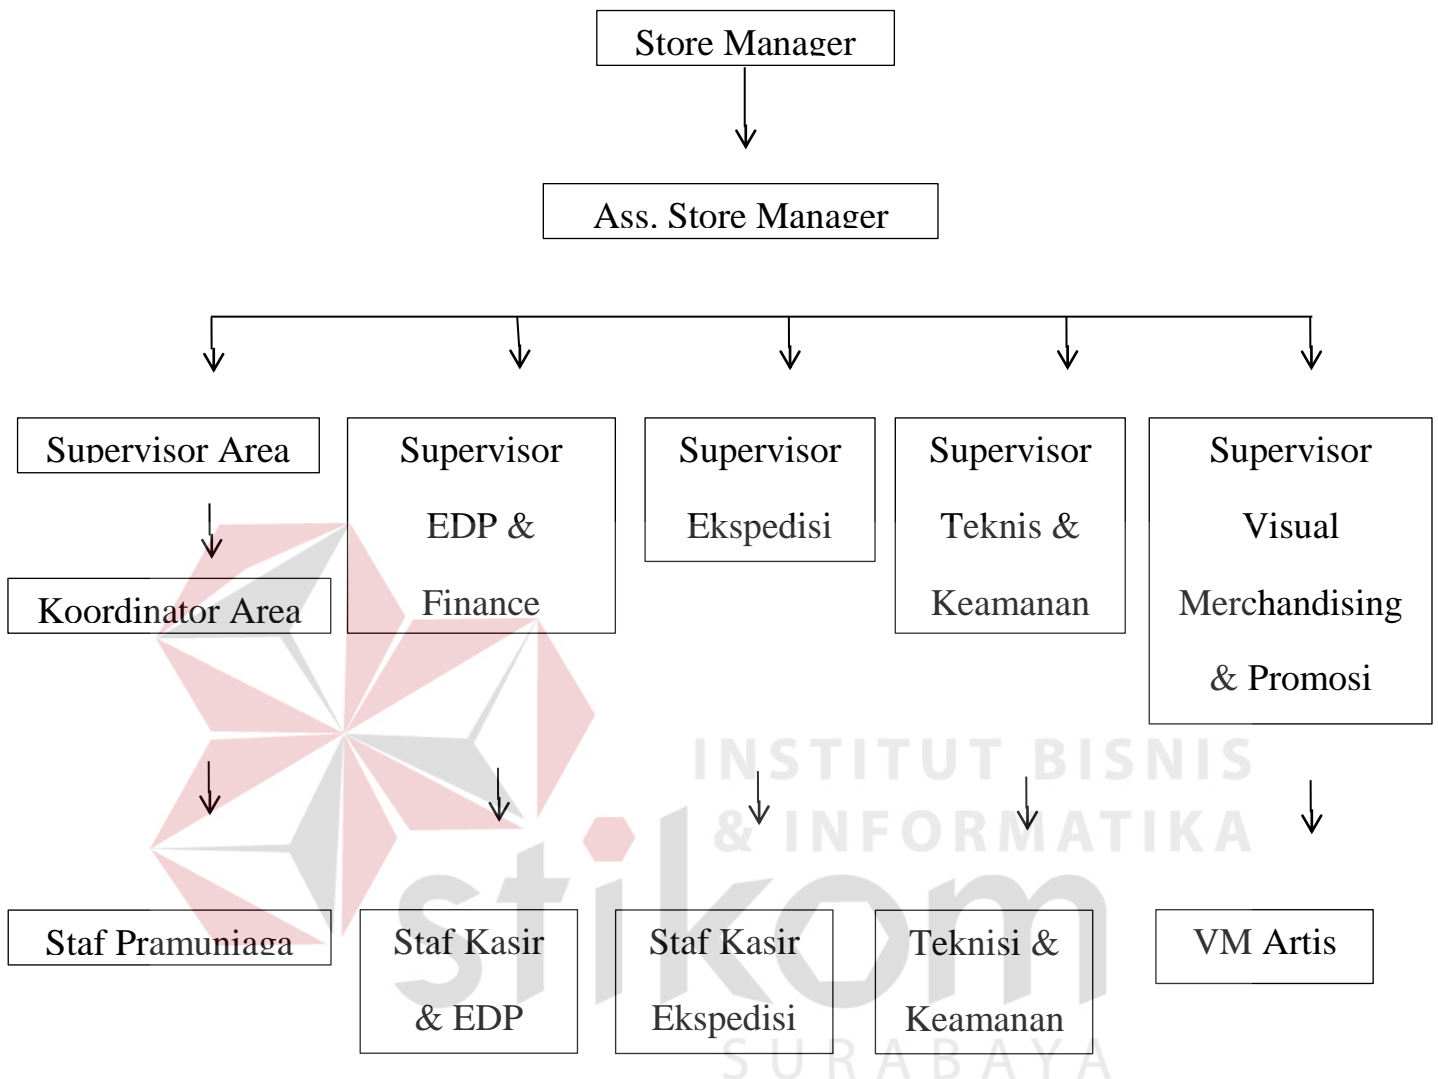 Store Manager
Ass. Store Manager
Supervisor Area
Supervisor
EDP &
Finance
Supervisor
Ekspedisi
Supervisor
Teknis &
Keamanan
Supervisor
Visual
Merchandising
& Promosi
Koordinator Area
INSTITUT BISNIS
& INFORMATIKA
stikom
SURABAYA
Staf Pramuniaga
Staf Kasir
& EDP
Staf Kasir
Ekspedisi
Teknisi &
Keamanan
VM Artis